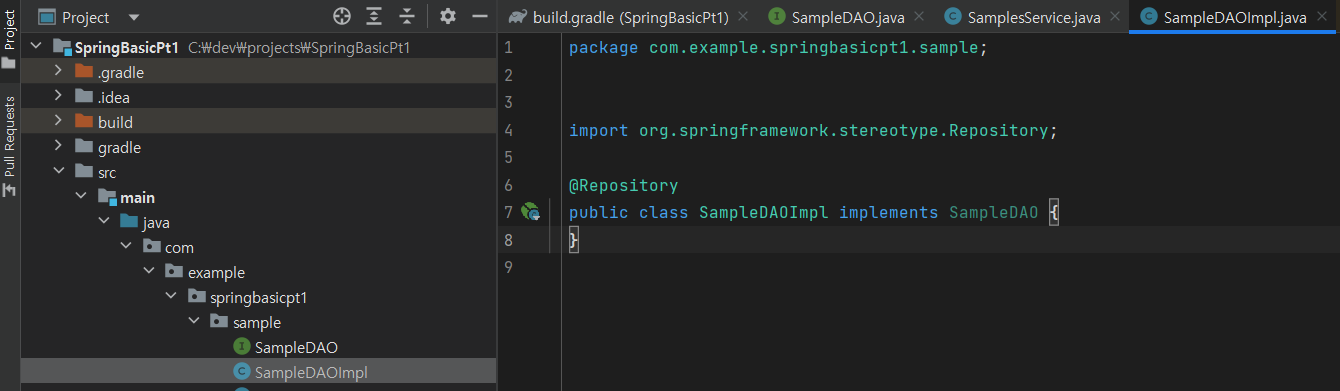 Project
Pull Requests
Project
SpringBasicPt1 C:₩dev₩projects₩SpringBasicPt1
.gradle
.idea
build
gradle
src
main
java
com
example
springbasicpt1
sample
SampleDAO
SampleDAOImpl
build.gradle (SpringBasicPt1)
SampleDAO.java
SamplesService.java
SampleDAOImpl.java
1 package com.example.springbasicpt1.sample;
2
3
4 import org.springframework.stereotype.Repository;
5
6 @Repository
7 public class SampleDAOImpl implements SampleDAO {
8 }
9